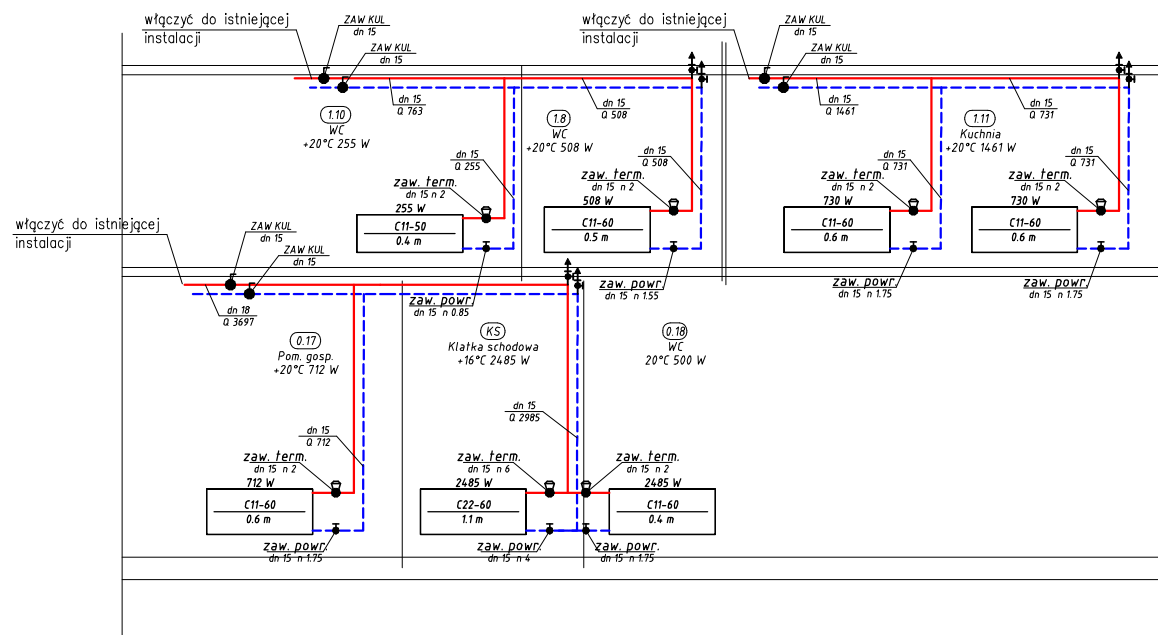 włączyć do istniejącej
instalacji
ZAW KUL
dn 15
ZAW KUL
dn 15
włączyć do istniejącej
instalacji
ZAW KUL
dn 15
ZAW KUL
dn 15
dn 15
Q 763
dn 15
Q 508
dn 15
Q 1461
dn 15
Q 731
1.10
WC
+20°C 255 W
1.8
WC
+20°C 508 W
1.11
Kuchnia
+20°C 1461 W
dn 15
Q 255
dn 15
Q 508
dn 15
Q 731
dn 15
Q 731
zaw. term.
dn 15 n 2
255 W
C11-50
0.4 m
zaw. powr.
dn 15 n 0.85
zaw. term.
dn 15 n 2
508 W
C11-60
0.5 m
zaw. powr.
dn 15 n 1.55
zaw. term.
dn 15 n 2
730 W
C11-60
0.6 m
zaw. powr.
dn 15 n 1.75
zaw. term.
dn 15 n 2
730 W
C11-60
0.6 m
zaw. powr.
dn 15 n 1.75
włączyć do istniejącej
instalacji
ZAW KUL
dn 15
ZAW KUL
dn 15
dn 18
Q 3697
0.17
Pom. gosp.
+20°C 712 W
KS
Klatka schodowa
+16°C 2485 W
0.18
WC
20°C 500 W
dn 15
Q 712
dn 15
Q 2985
zaw. term.
dn 15 n 2
712 W
C11-60
0.6 m
zaw. powr.
dn 15 n 1.75
zaw. term.
dn 15 n 6
2485 W
C22-60
1.1 m
zaw. powr.
dn 15 n 4
zaw. term.
dn 15 n 2
2485 W
C11-60
0.4 m
zaw. powr.
dn 15 n 1.75